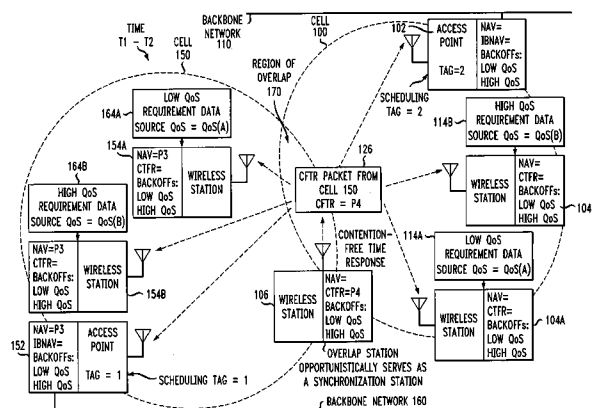 BACKBONE
NETWORK
110
CELL
100
102
ACCESS
POINT
TAG=2
NAV=
IBNAV=
BACKOFFs:
LOW QoS
HIGH QoS
TIME
T1 - T2
CELL
150
REGION OF
OVERLAP
170
SCHEDULING
TAG = 2
164A
LOW QoS
REQUIREMENT DATA
SOURCE QoS = QoS(A)
114B
HIGH QoS
REQUIREMENT DATA
SOURCE QoS = QoS(B)
154A
NAV=P3
CTFR=
BACKOFFs:
LOW QoS
HIGH QoS
WIRELESS
STATION
126
CFTR PACKET FROM
CELL 150
CFTR = P4
WIRELESS
STATION
NAV=
CTFR=
BACKOFFs:
LOW QoS
HIGH QoS
104
164B
HIGH QoS
REQUIREMENT DATA
SOURCE QoS = QoS(B)
CONTENTION-
FREE TIME
RESPONSE
114A
LOW QoS
REQUIREMENT DATA
SOURCE QoS = QoS(A)
NAV=P3
CTFR=
BACKOFFs:
LOW QoS
HIGH QoS
WIRELESS
STATION
154B
106
WIRELESS
STATION
NAV=
CTFR=P4
BACKOFFs:
LOW QoS
HIGH QoS
WIRELESS
STATION
NAV=
CTFR=
BACKOFFs:
LOW QoS
HIGH QoS
104A
152
NAV=P3
IBNAV=
BACKOFFs:
LOW QoS
HIGH QoS
ACCESS
POINT
TAG = 1
SCHEDULING TAG = 1
OVERLAP STATION
OPPORTUNISTICALLY SERVES AS
A SYNCHRONIZATION STATION
BACKBONE NETWORK 160